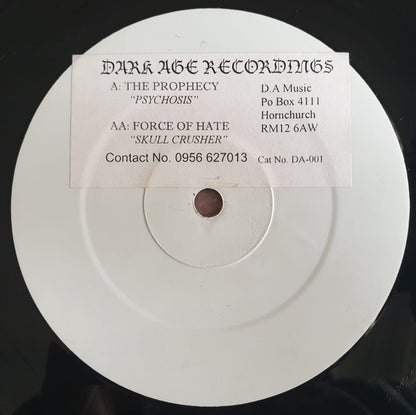 DARK AGE RECORDINGS
A: THE PROPHECY
"PSYCHOSIS"
AA: FORCE OF HATE
"SKULL CRUSHER"
D.A Music
Po Box 4111
Hornchurch
RM12 6AW
Contact No. 0956 627013
Cat No. DA-001